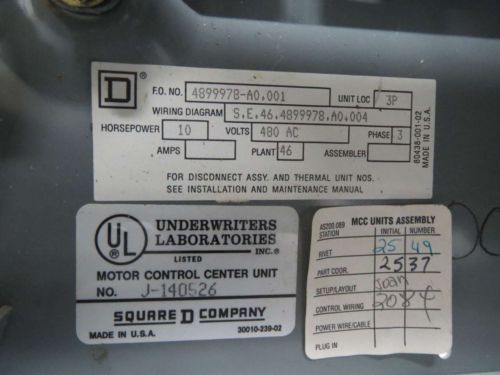 D ®
F.O. NO. 4899978-A0.001 UNIT LOC 3P
WIRING DIAGRAM S.E.46.4899978.A0.004
HORSEPOWER 10 VOLTS 480 AC PHASE 3
AMPS PLANT 46 ASSEMBLER
FOR DISCONNECT ASSY. AND THERMAL UNIT NOS.
SEE INSTALLATION AND MAINTENANCE MANUAL
60438-001-02
MADE IN U.S.A.
UL ®
UNDERWRITERS
LABORATORIES
INC.®
LISTED
MOTOR CONTROL CENTER UNIT
NO. J-140526
SQUARE D COMPANY
MADE IN U.S.A. 30010-239-02
AS200.089 MCC UNITS ASSEMBLY
STATION INITIAL NUMBER
RIVET 25 49
PART COOR. 2537
SETUP/LAYOUT Joan
CONTROL WIRING 2084
POWER WIRE/CABLE
PLUG IN